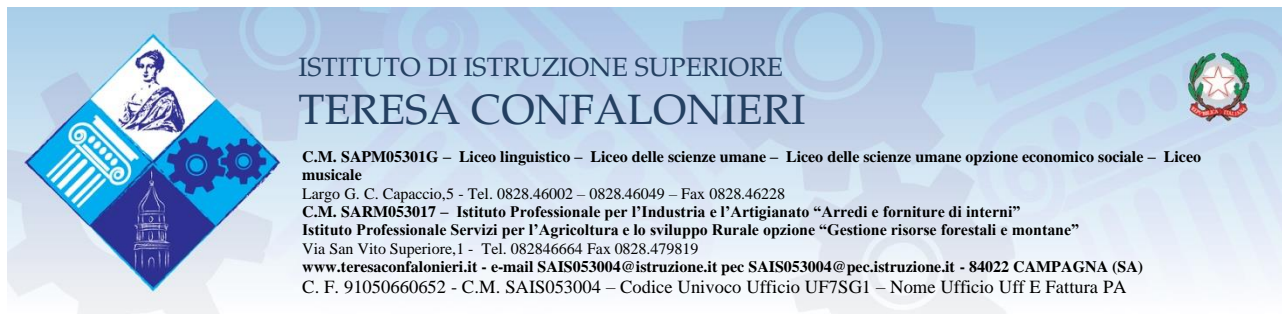 ISTITUTO DI ISTRUZIONE SUPERIORE
TERESA CONFALONIERI
C.M. SAPM05301G – Liceo linguistico – Liceo delle scienze umane – Liceo delle scienze umane opzione economico sociale – Liceo
musicale
Largo G. C. Capaccio,5 - Tel. 0828.46002 – 0828.46049 – Fax 0828.46228
C.M. SARM053017 – Istituto Professionale per l’Industria e l’Artigianato “Arredi e forniture di interni”
Istituto Professionale Servizi per l’Agricoltura e lo sviluppo Rurale opzione “Gestione risorse forestali e montane”
Via San Vito Superiore,1 - Tel. 082846664 Fax 0828.479819
www.teresaconfalonieri.it - e-mail SAIS053004@istruzione.it pec SAIS053004@pec.istruzione.it - 84022 CAMPAGNA (SA)
C. F. 91050660652 - C.M. SAIS053004 – Codice Univoco Ufficio UF7SG1 – Nome Ufficio Uff E Fattura PA